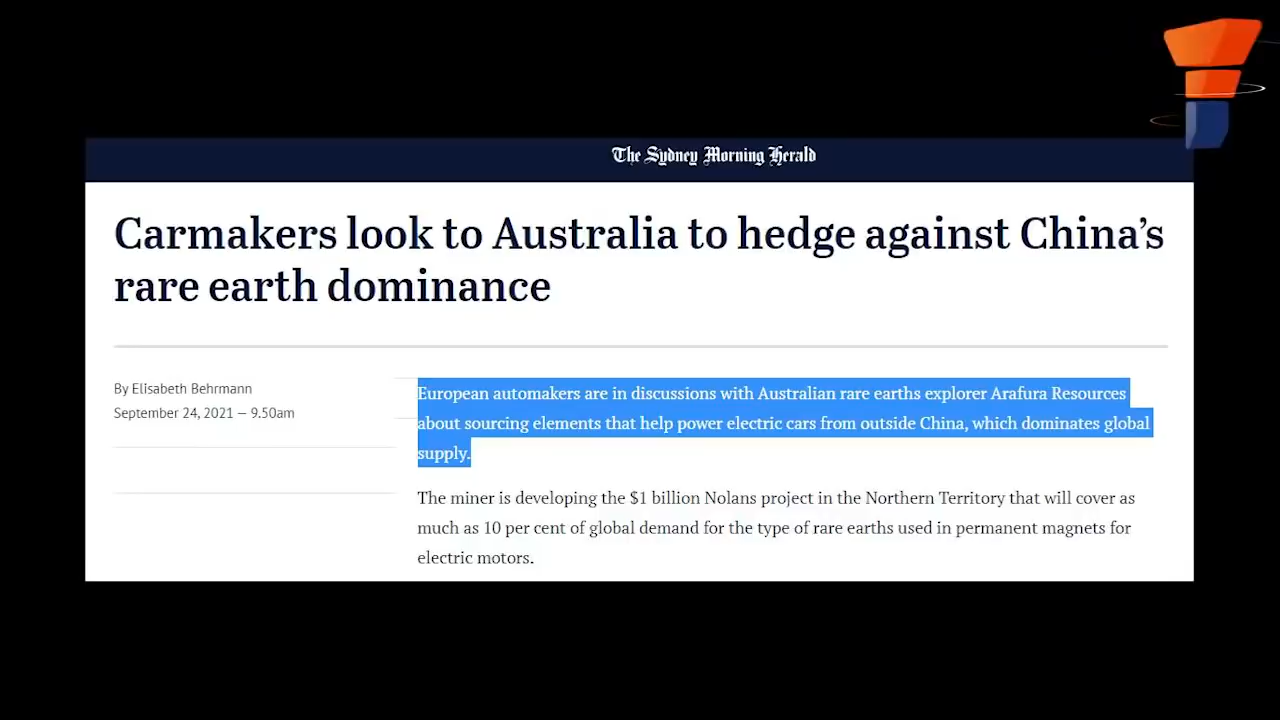 The Sydney Morning Herald
Carmakers look to Australia to hedge against China’s
rare earth dominance
By Elisabeth Behrmann
September 24, 2021 — 9.50am
European automakers are in discussions with Australian rare earths explorer Arafura Resources
about sourcing elements that help power electric cars from outside China, which dominates global
supply.
The miner is developing the $1 billion Nolans project in the Northern Territory that will cover as
much as 10 per cent of global demand for the type of rare earths used in permanent magnets for
electric motors.